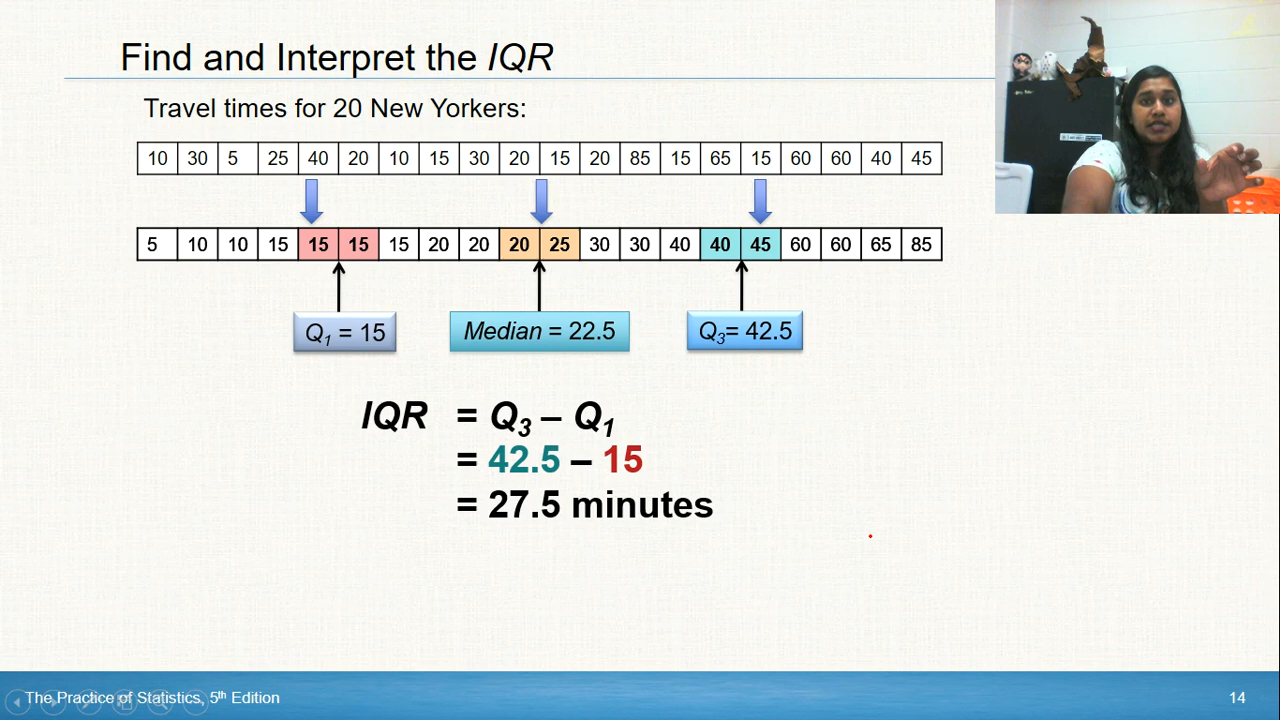 Find and Interpret the IQR
Travel times for 20 New Yorkers:
10 30 5 25 40 20 10 15 30 20 15 20 85 15 65 15 60 60 40 45
5 10 10 15 15 15 15 20 20 20 25 30 30 40 40 45 60 60 65 85
Q1 = 15
Median = 22.5
Q3= 42.5
IQR = Q3 – Q1
= 42.5 – 15
= 27.5 minutes
The Practice of Statistics, 5th Edition
14